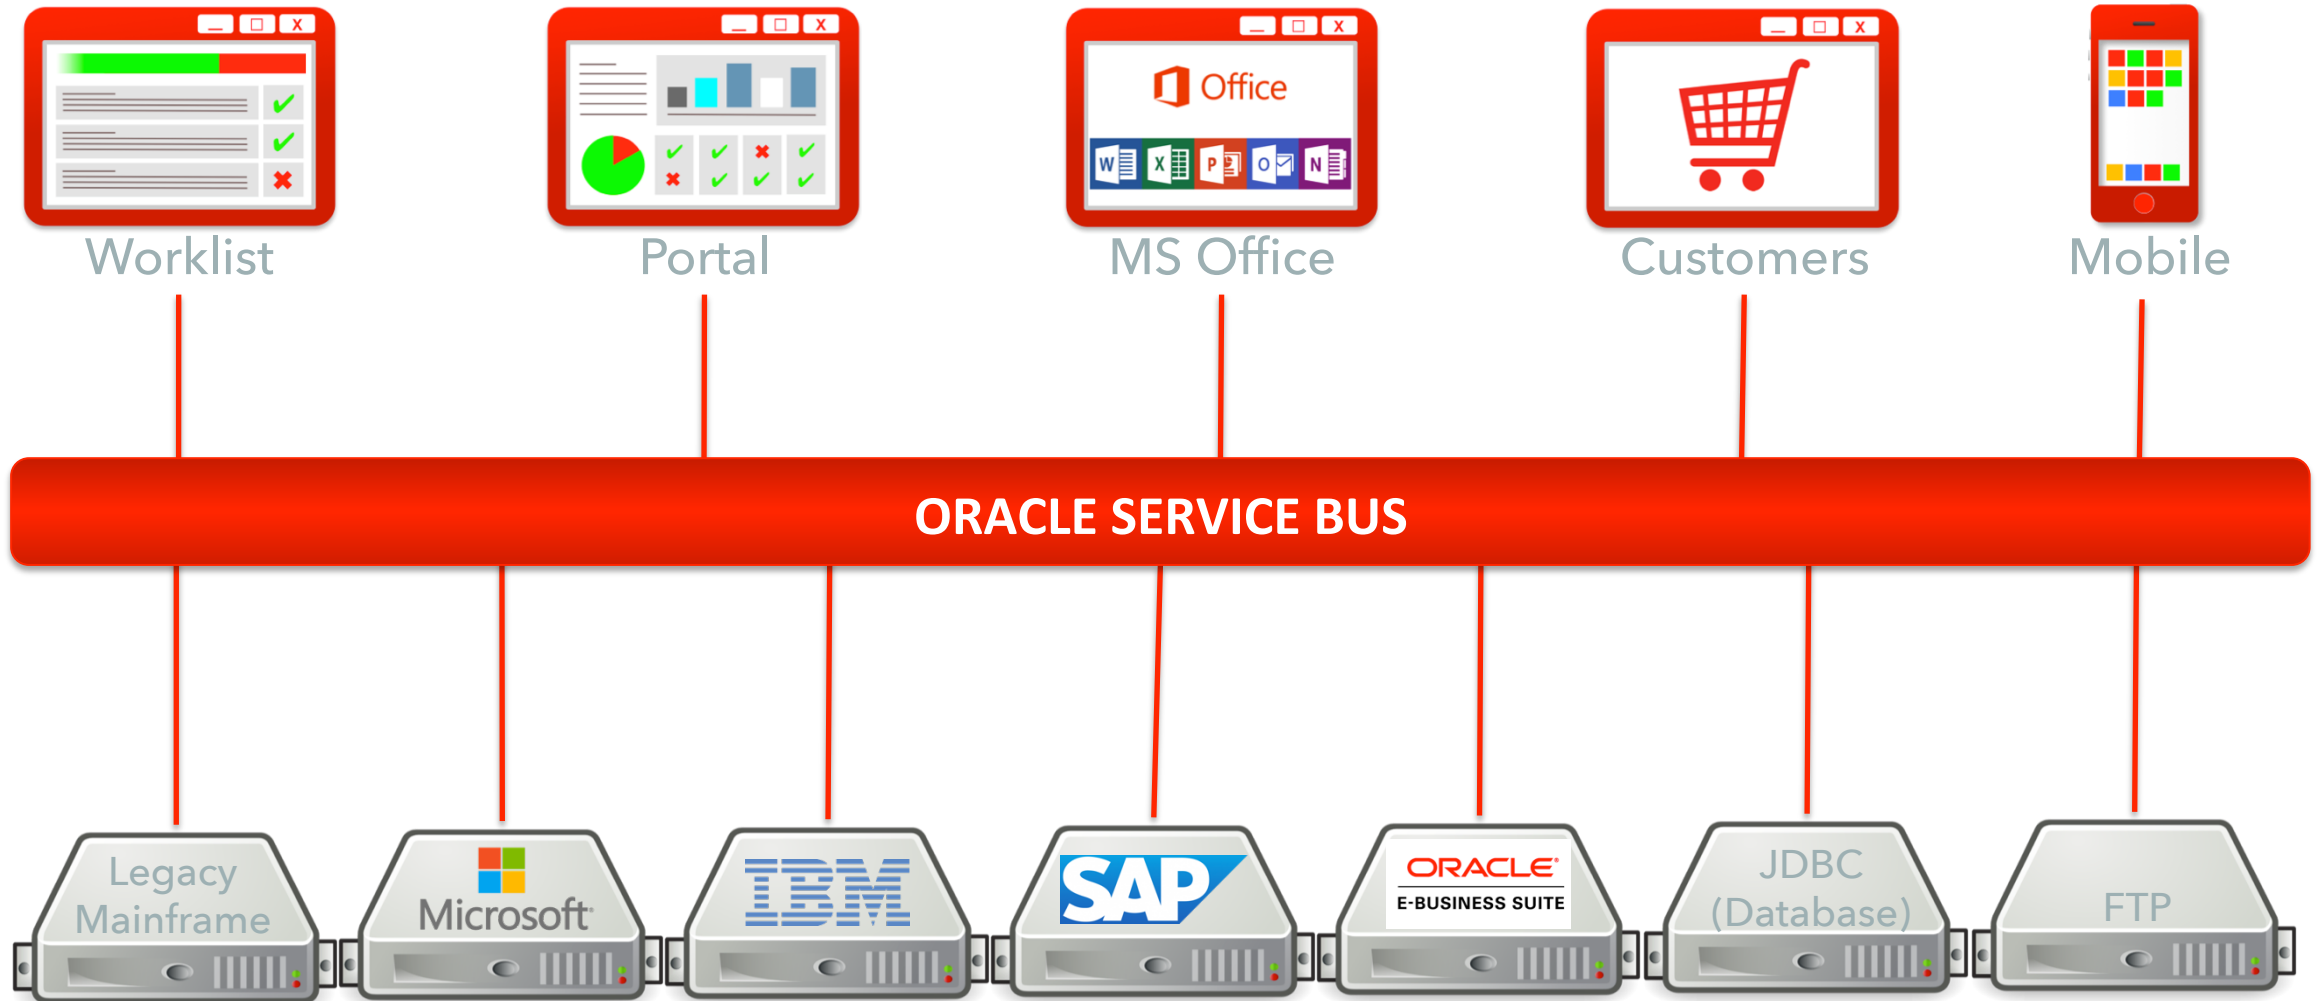 X
X
X
X
Office
W
X
P
O
N
Worklist
Portal
MS Office
Customers
Mobile
ORACLE SERVICE BUS
Legacy
Mainframe
Microsoft
IBM
SAP
ORACLE®
E-BUSINESS SUITE
JDBC
(Database)
FTP